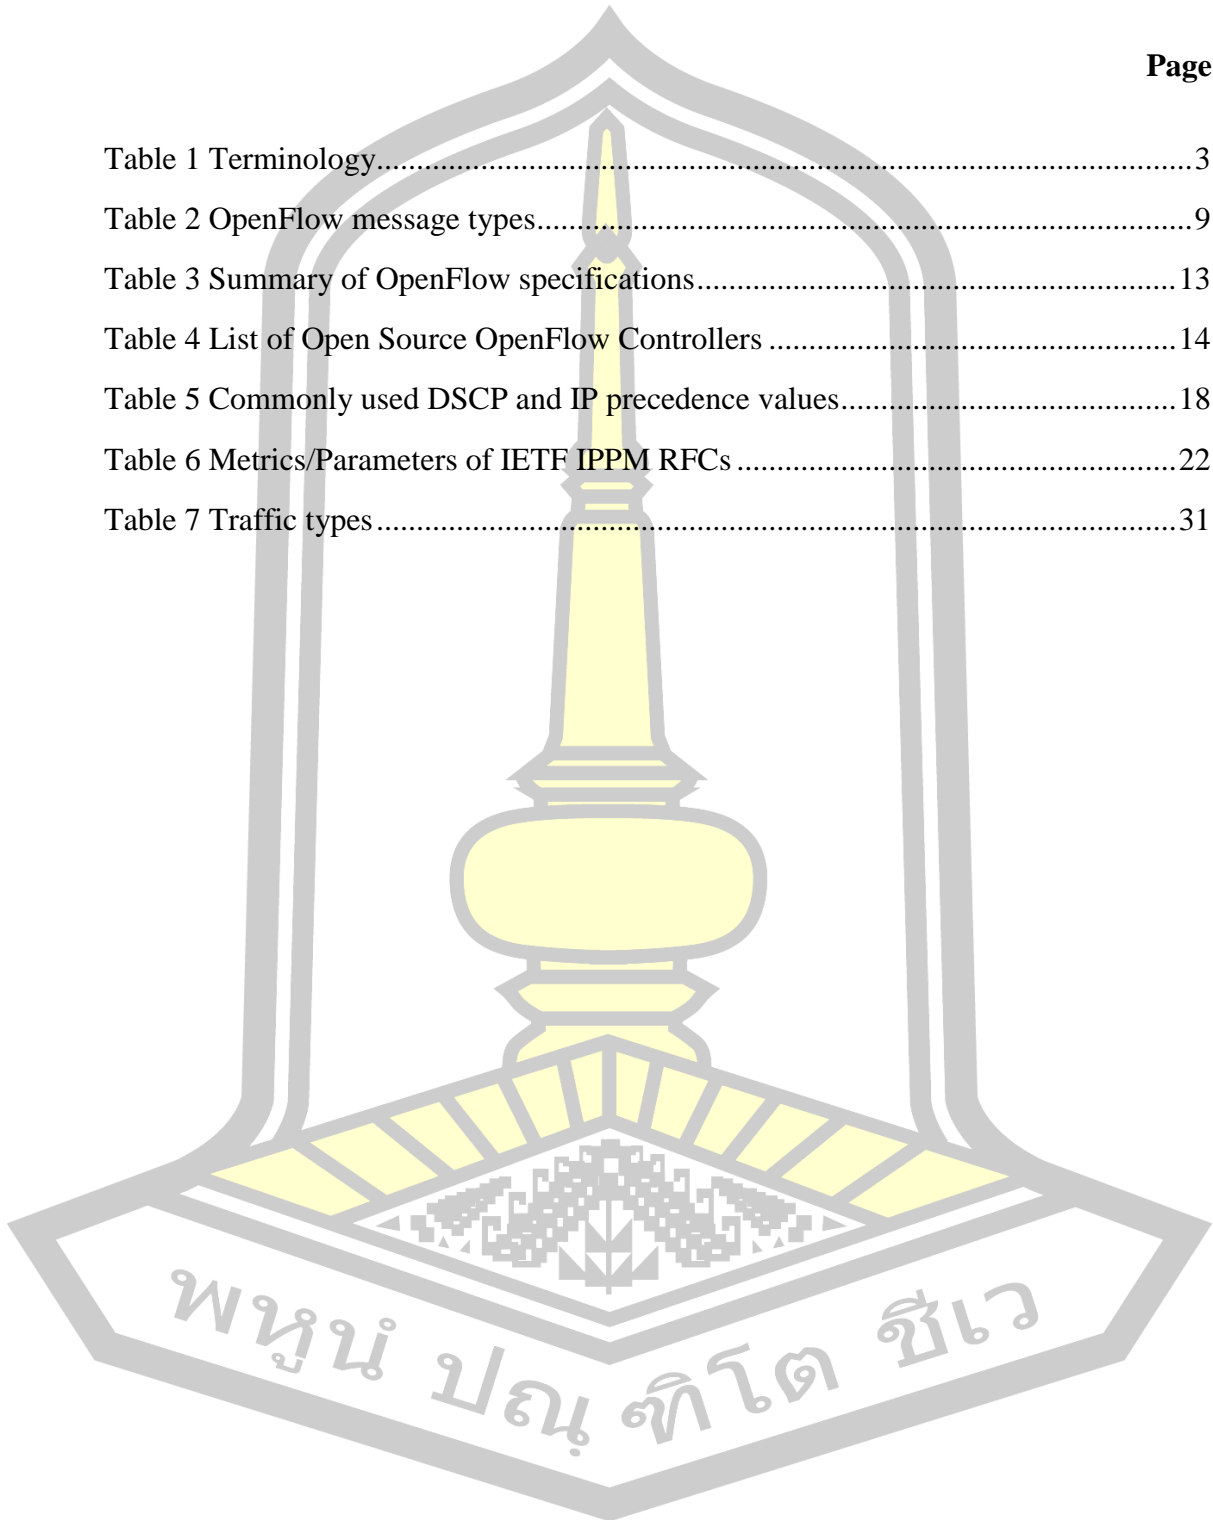 Page
Table 1 Terminology....................................................................................................3
Table 2 OpenFlow message types................................................................................9
Table 3 Summary of OpenFlow specifications...........................................................13
Table 4 List of Open Source OpenFlow Controllers ..................................................14
Table 5 Commonly used DSCP and IP precedence values.........................................18
Table 6 Metrics/Parameters of IETF IPPM RFCs ......................................................22
Table 7 Traffic types..................................................................................................31
พหูนํ ปณฺฑิโต ชีเว